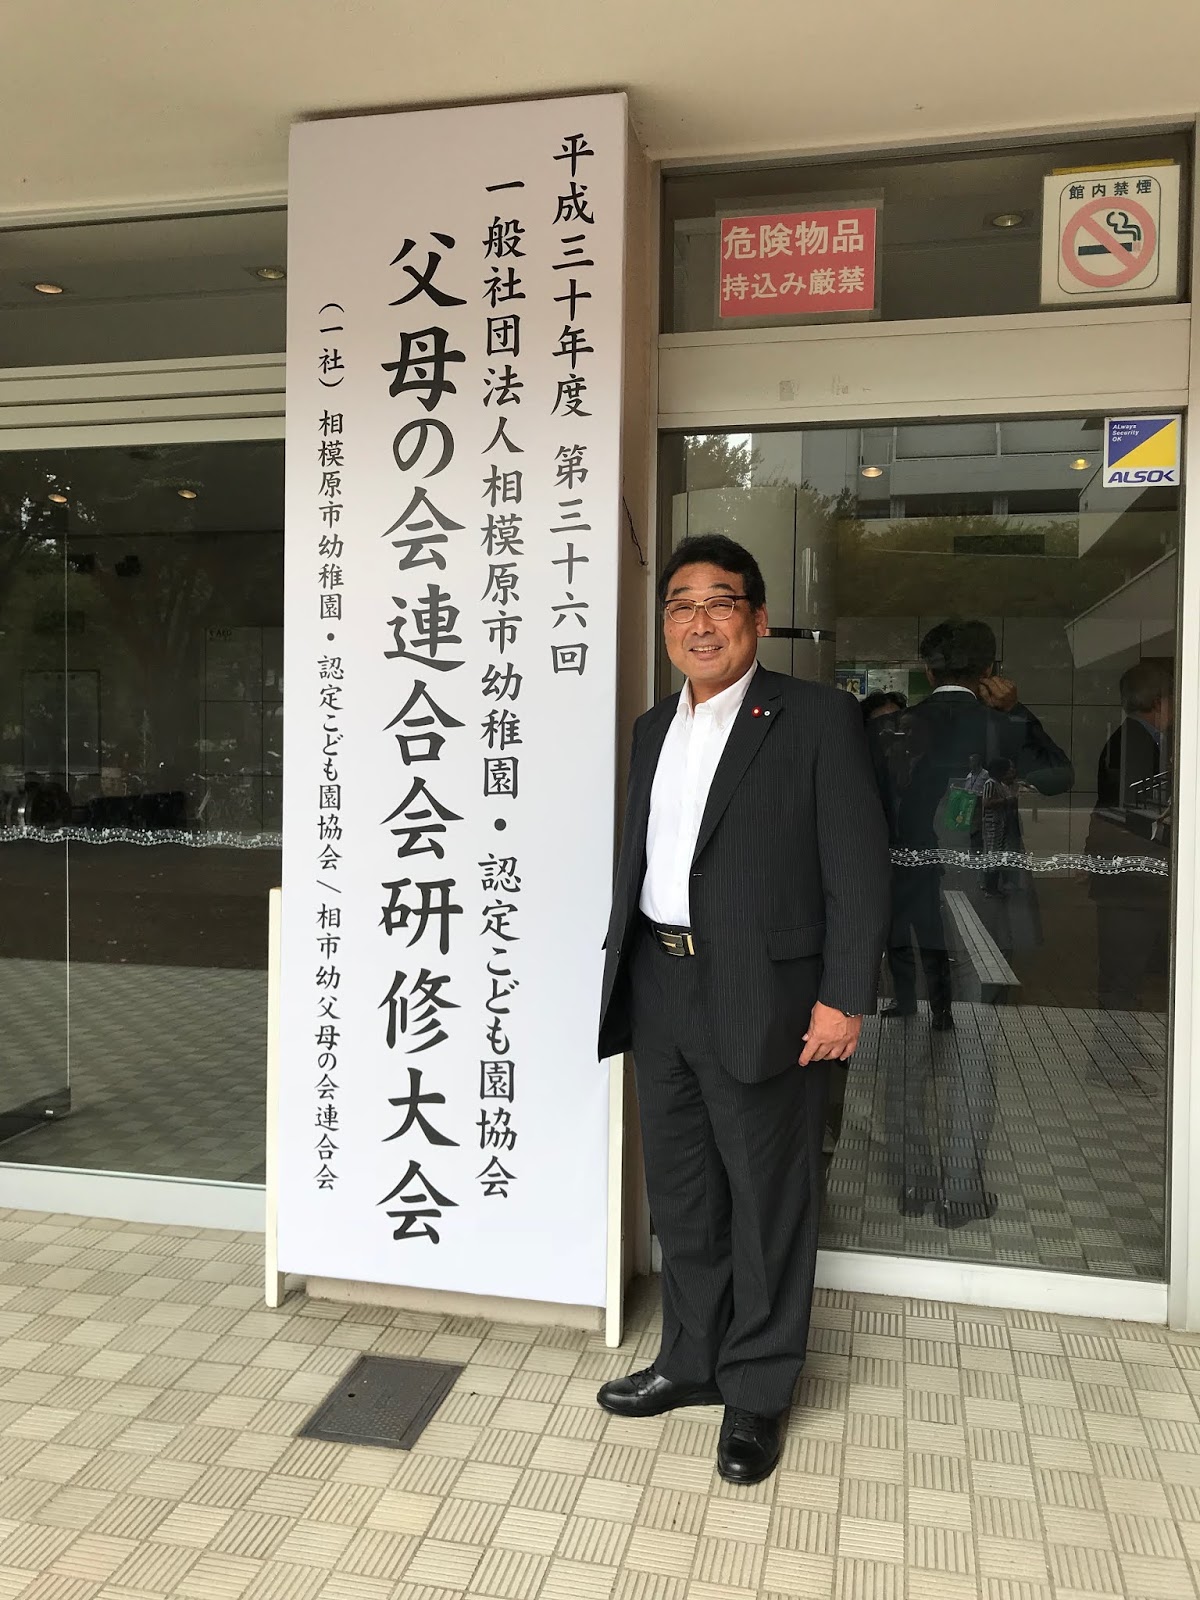 平成三十年度 第三十六回
一般社団法人相模原市幼稚園・認定こども園協会
父母の会連合会研修大会
（一社）相模原市幼稚園・認定こども園協会／相市幼父母の会連合会
危険物品
持込み厳禁
館内禁煙
ALways
Security
OK
ALSOK